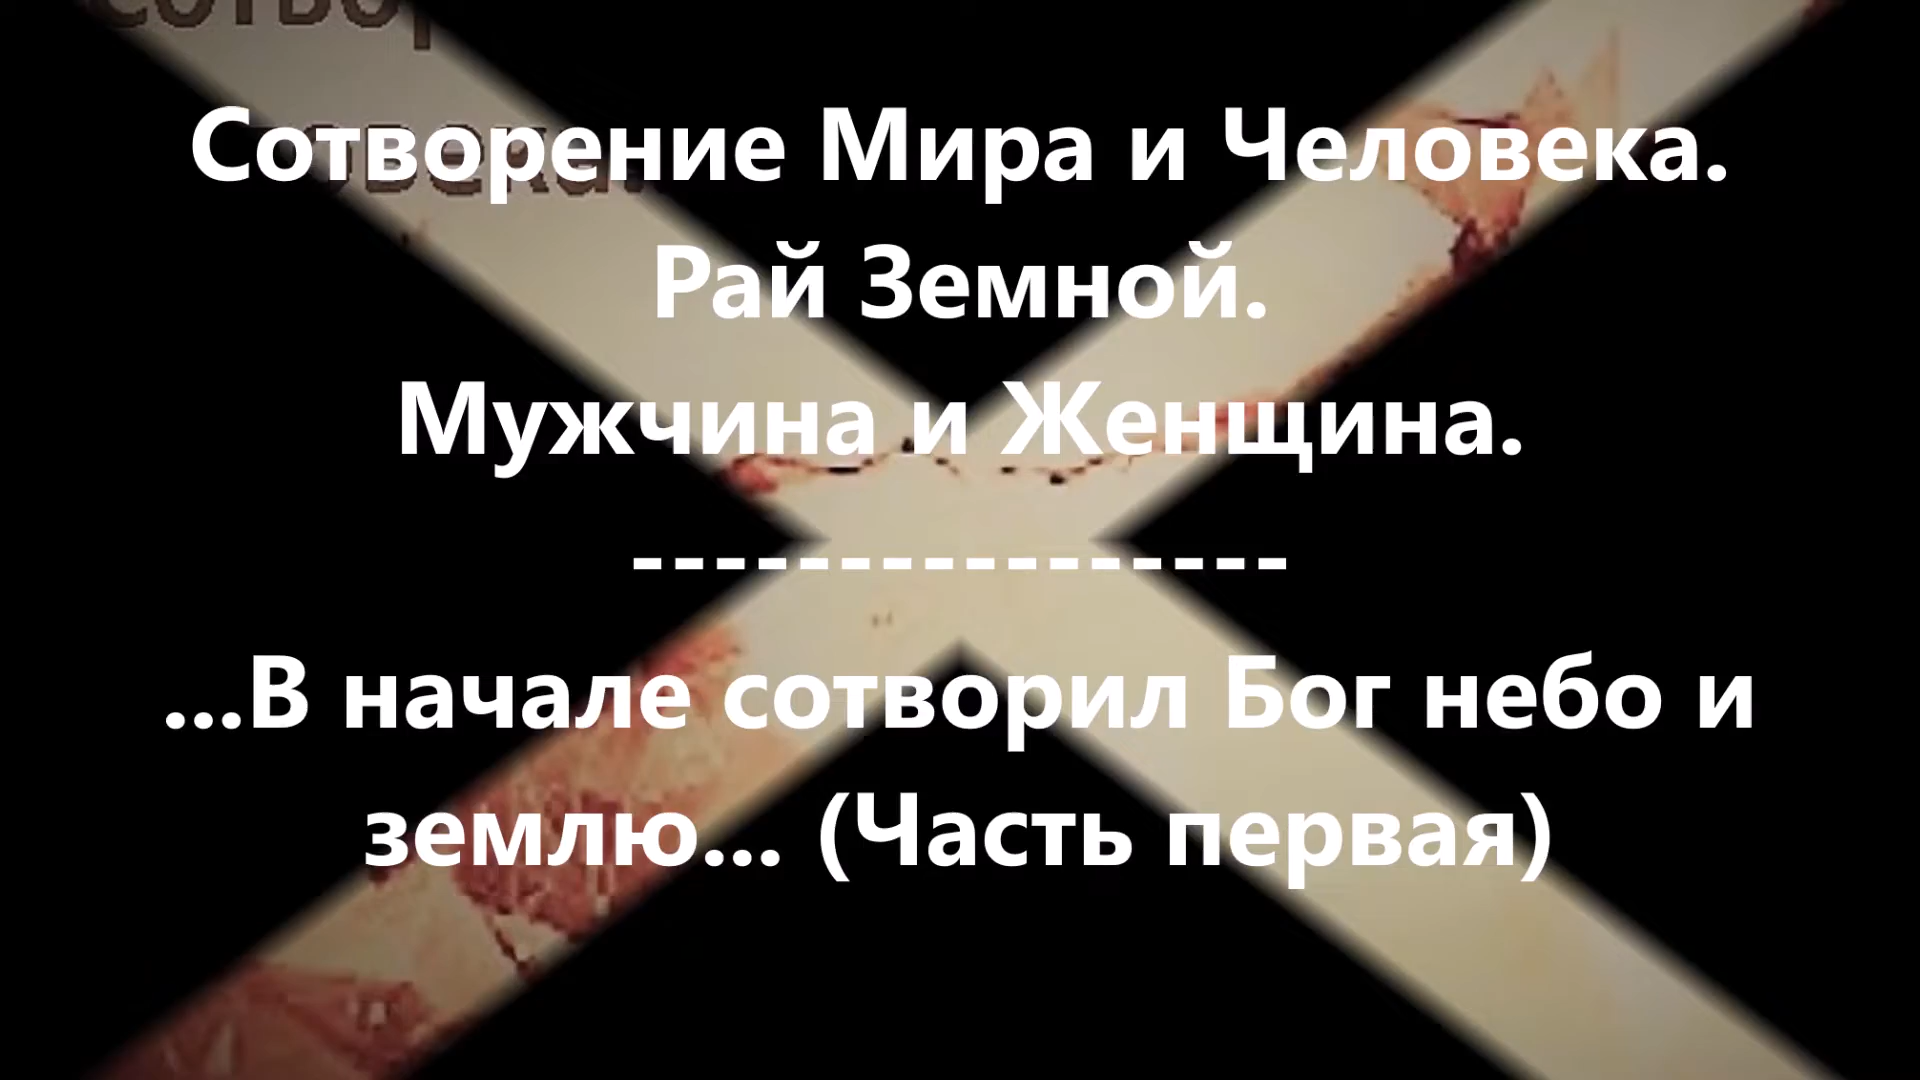 Сотворение Мира и Человека.
Рай Земной.
Мужчина и Женщина.
----------------
...В начале сотворил Бог небо и
землю... (Часть первая)